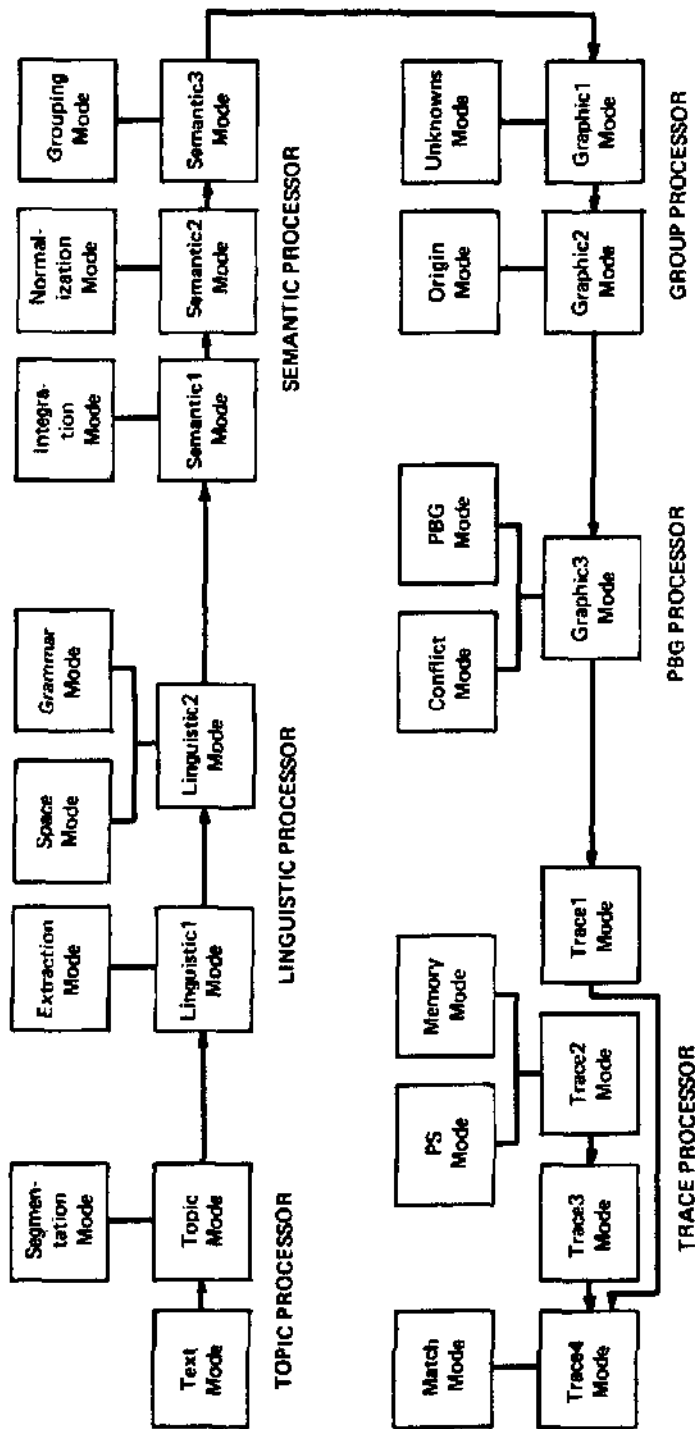 Segmen-
tation
Mode
Extraction
Mode
Space
Mode
Grammar
Mode
Integra-
tion
Mode
Normal-
ization
Mode
Grouping
Mode
Text
Mode
Topic
Mode
Linguistic1
Mode
Linguistic2
Mode
Semantic1
Mode
Semantic2
Mode
Semantic3
Mode
TOPIC PROCESSOR
LINGUISTIC PROCESSOR
SEMANTIC PROCESSOR
Match
Mode
PS
Mode
Memory
Mode
Conflict
Mode
PBG
Mode
Origin
Mode
Unknowns
Mode
Trace4
Mode
Trace3
Mode
Trace2
Mode
Trace1
Mode
Graphic3
Mode
Graphic2
Mode
Graphic1
Mode
TRACE PROCESSOR
PBG PROCESSOR
GROUP PROCESSOR